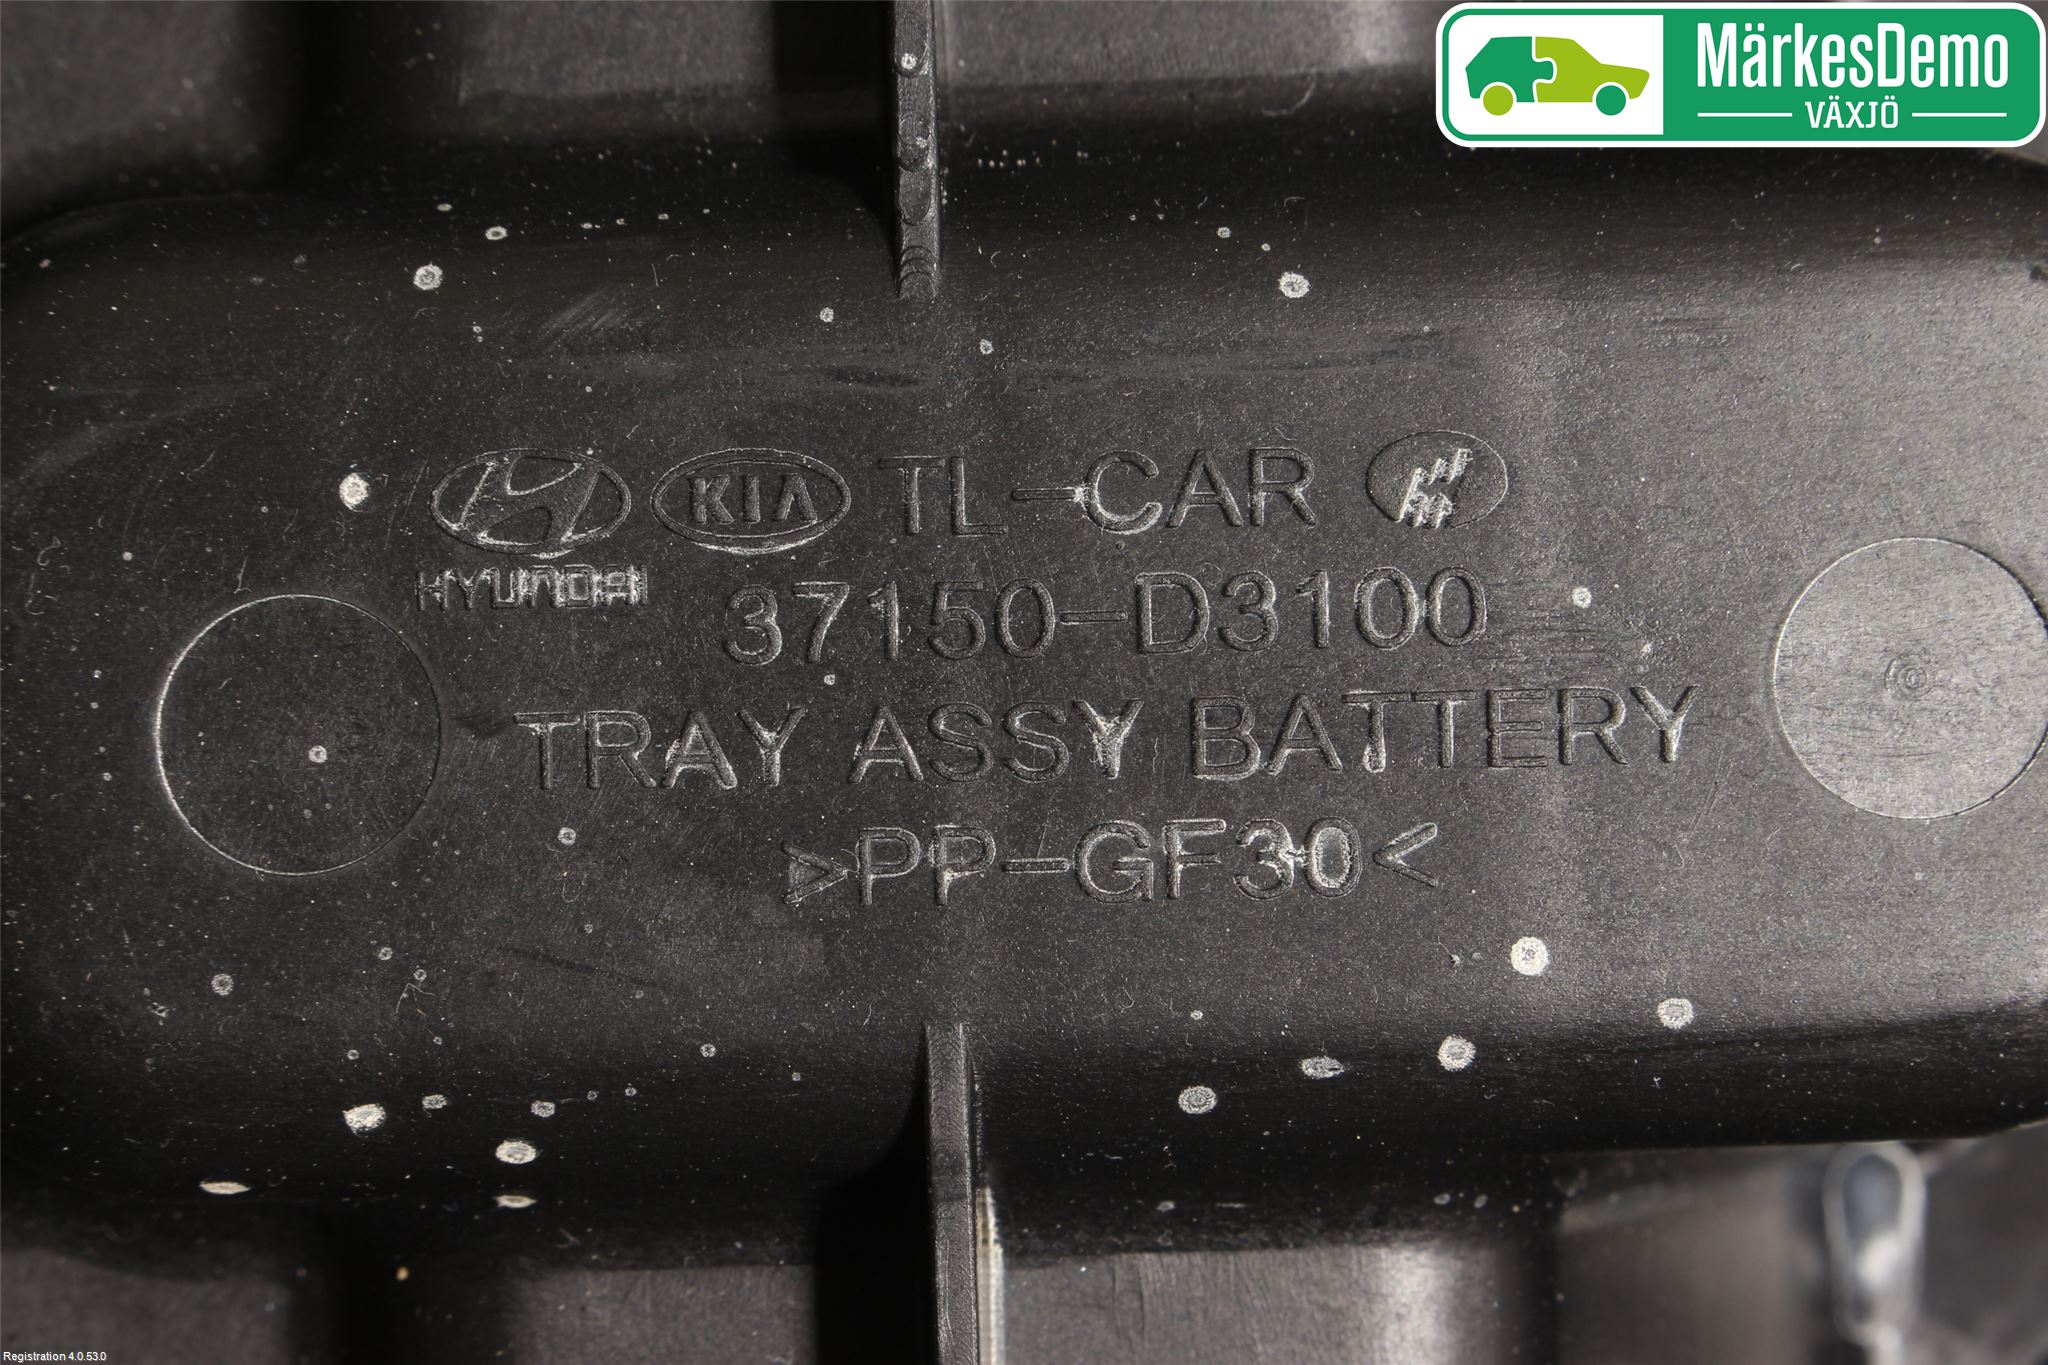 MärkesDemo
VÄXJÖ
KIA TL-CAR
HYUNDAI
37150-D3100
TRAY ASSY BATTERY
>PP-GF30<
Registration 4.0.53.0